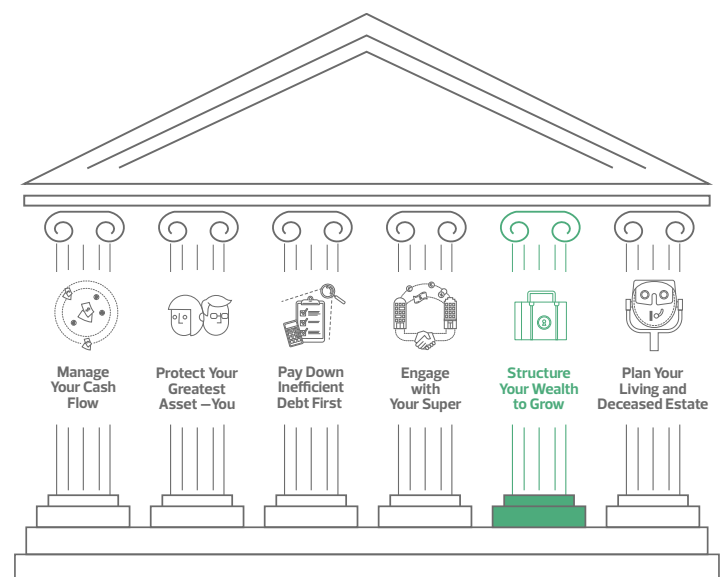 Manage
Your Cash
Flow
Protect Your
Greatest
Asset —You
Pay Down
Inefficient
Debt First
Engage
with
Your Super
Structure
Your Wealth
to Grow
Plan Your
Living and
Deceased Estate